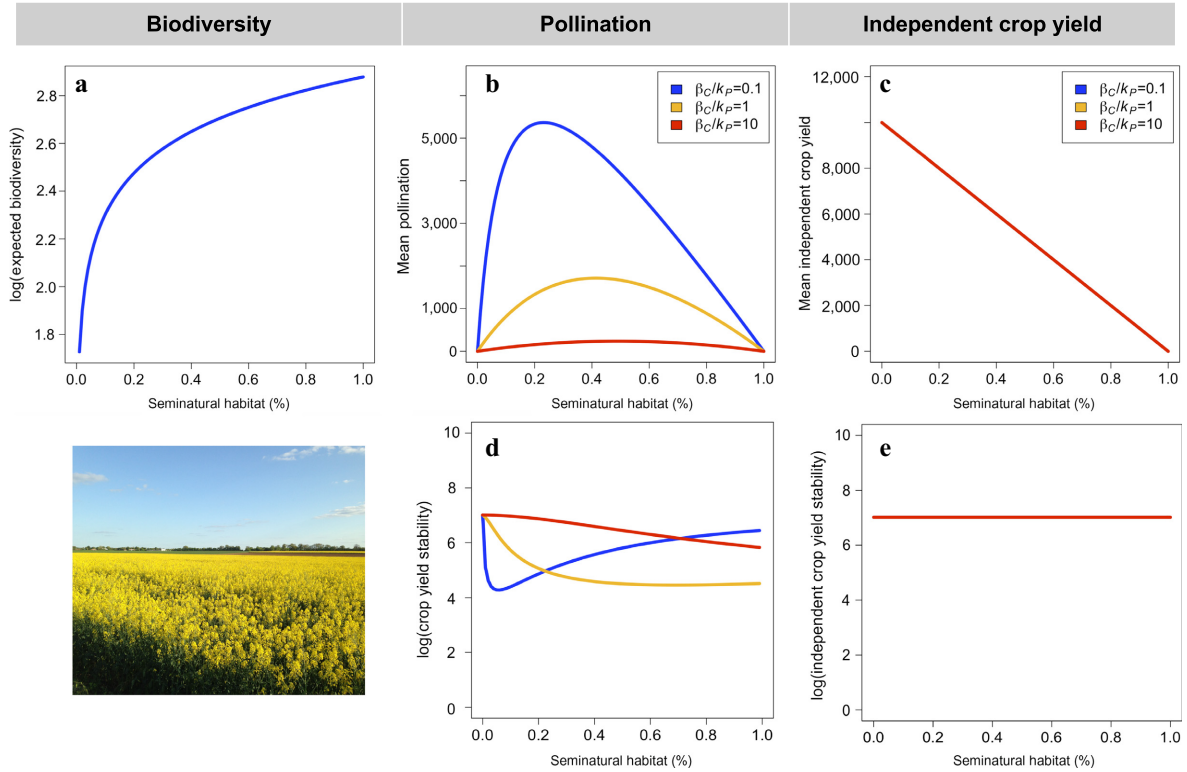 Biodiversity
Pollination
Independent crop yield
a
log(expected biodiversity)
2.8
2.6
2.4
2.2
2.0
1.8
0.0 0.2 0.4 0.6 0.8 1.0
Seminatural habitat (%)
b
Mean pollination
5,000
3,000
1,000
0
βC/kP=0.1
βC/kP=1
βC/kP=10
0.0 0.2 0.4 0.6 0.8 1.0
Seminatural habitat (%)
c
Mean independent crop yield
12,000
8,000
6,000
4,000
2,000
0
βC/kP=0.1
βC/kP=1
βC/kP=10
0.0 0.2 0.4 0.6 0.8 1.0
Seminatural habitat (%)
d
log(crop yield stability)
10
8
6
4
2
0
0.0 0.2 0.4 0.6 0.8 1.0
Seminatural habitat (%)
e
log(independent crop yield stability)
10
8
6
4
2
0
0.0 0.2 0.4 0.6 0.8 1.0
Seminatural habitat (%)